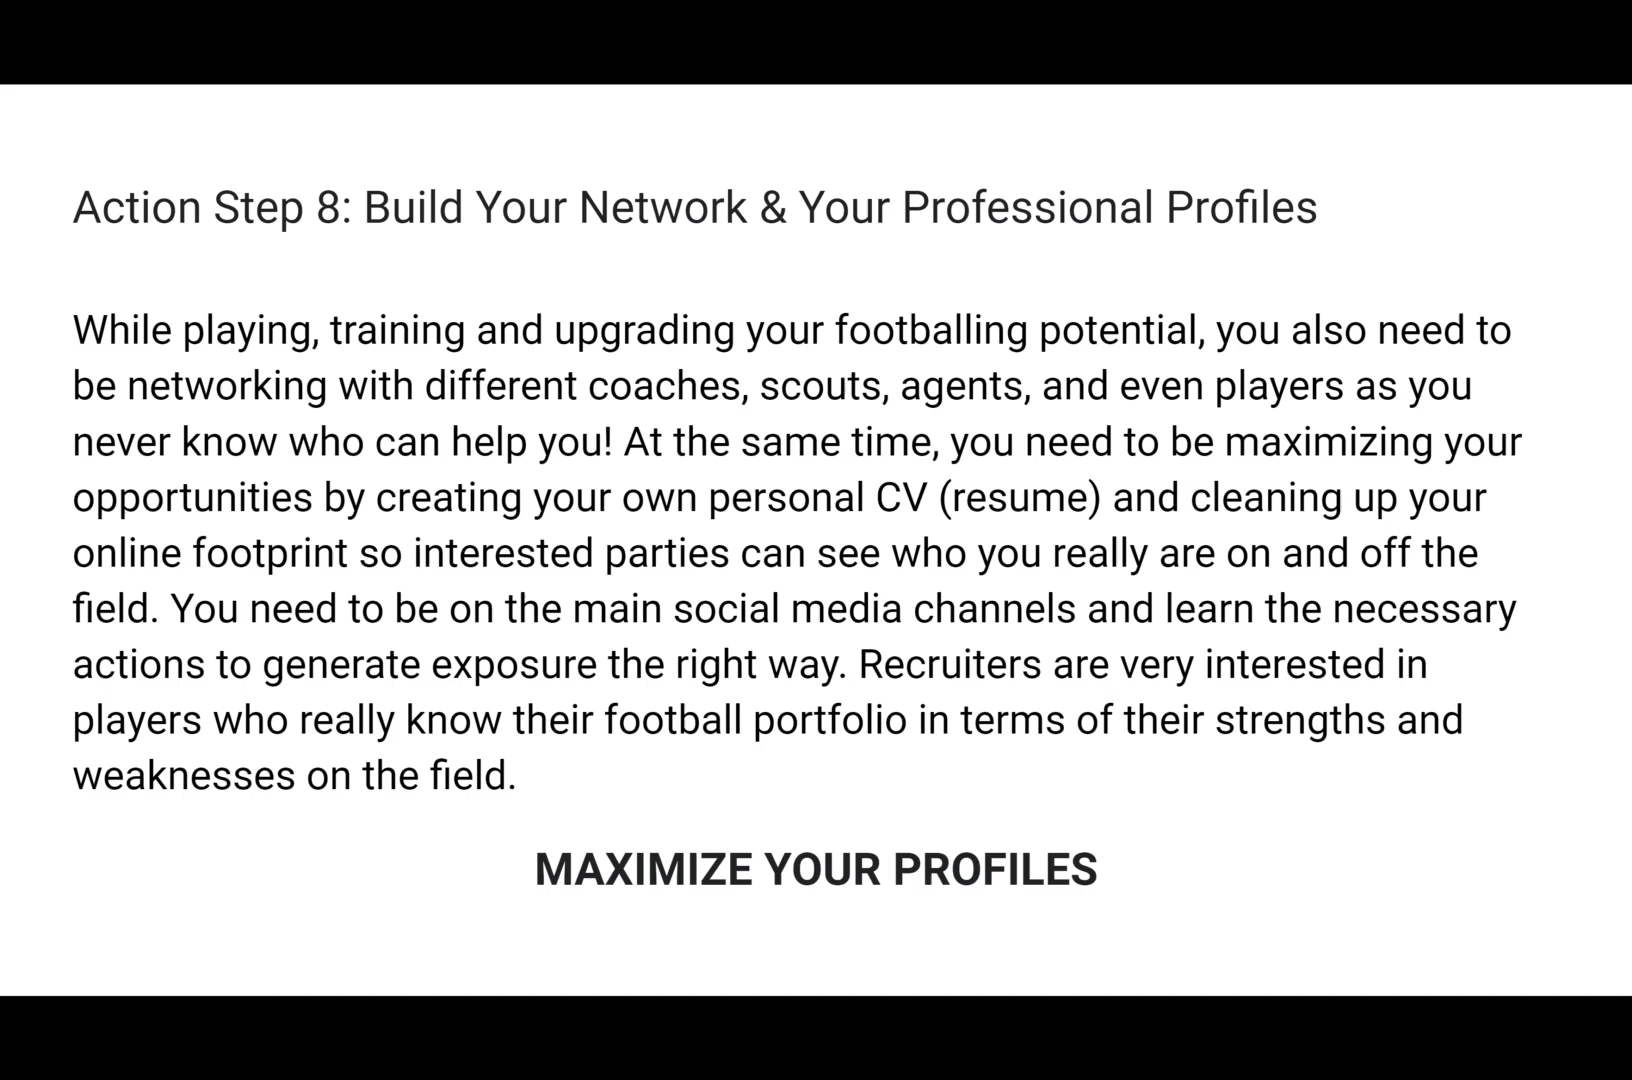 Action Step 8: Build Your Network & Your Professional Profiles
While playing, training and upgrading your footballing potential, you also need to
be networking with different coaches, scouts, agents, and even players as you
never know who can help you! At the same time, you need to be maximizing your
opportunities by creating your own personal CV (resume) and cleaning up your
online footprint so interested parties can see who you really are on and off the
field. You need to be on the main social media channels and learn the necessary
actions to generate exposure the right way. Recruiters are very interested in
players who really know their football portfolio in terms of their strengths and
weaknesses on the field.
MAXIMIZE YOUR PROFILES